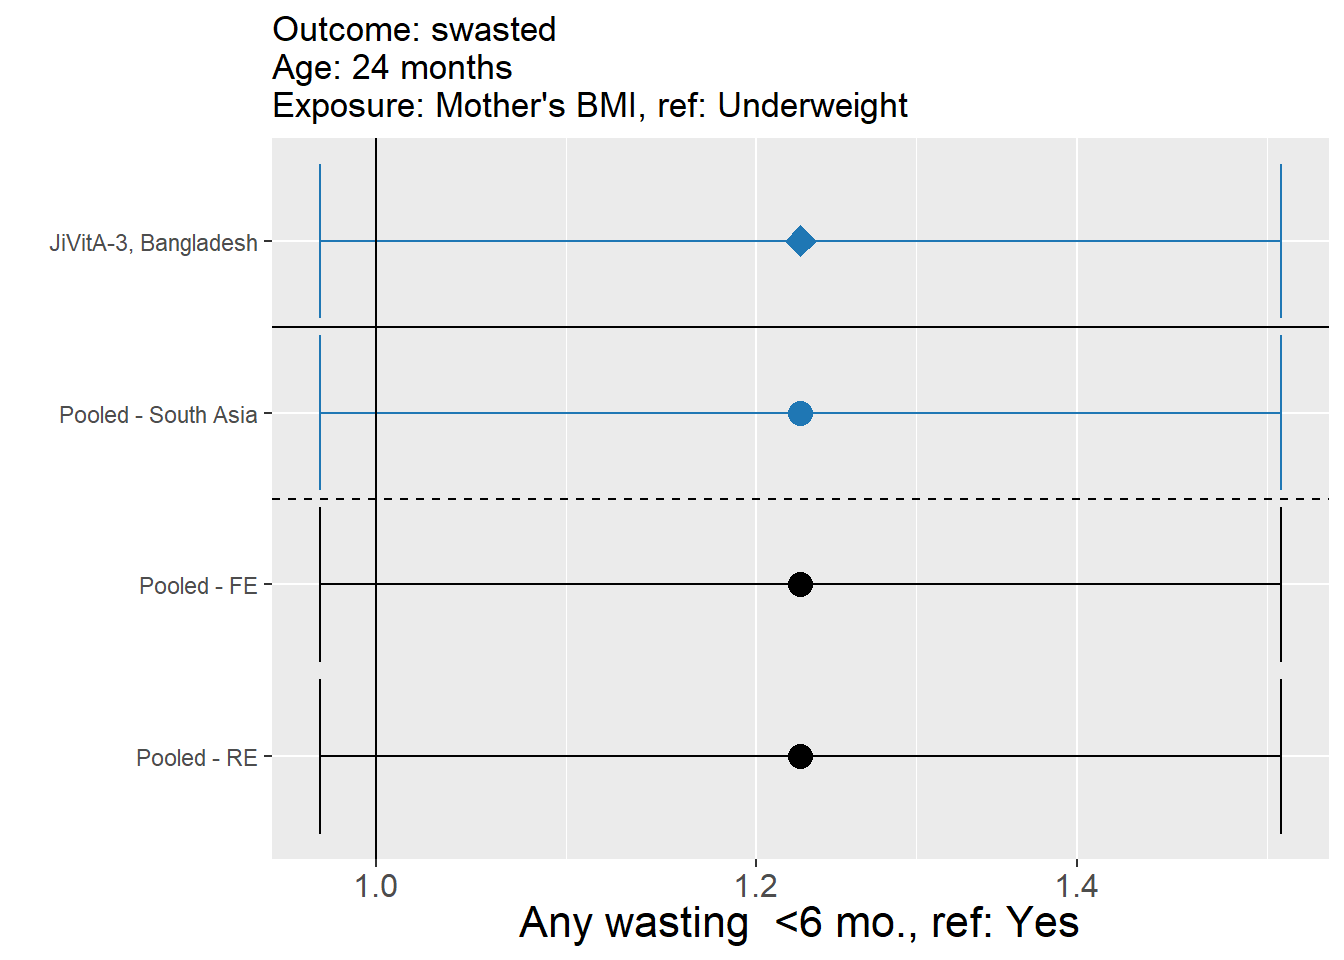 Outcome: swasted
Age: 24 months
Exposure: Mother's BMI, ref: Underweight
JiVitA-3, Bangladesh
Pooled - South Asia
Pooled - FE
Pooled - RE
1.0 1.2 1.4
Any wasting  <6 mo., ref: Yes